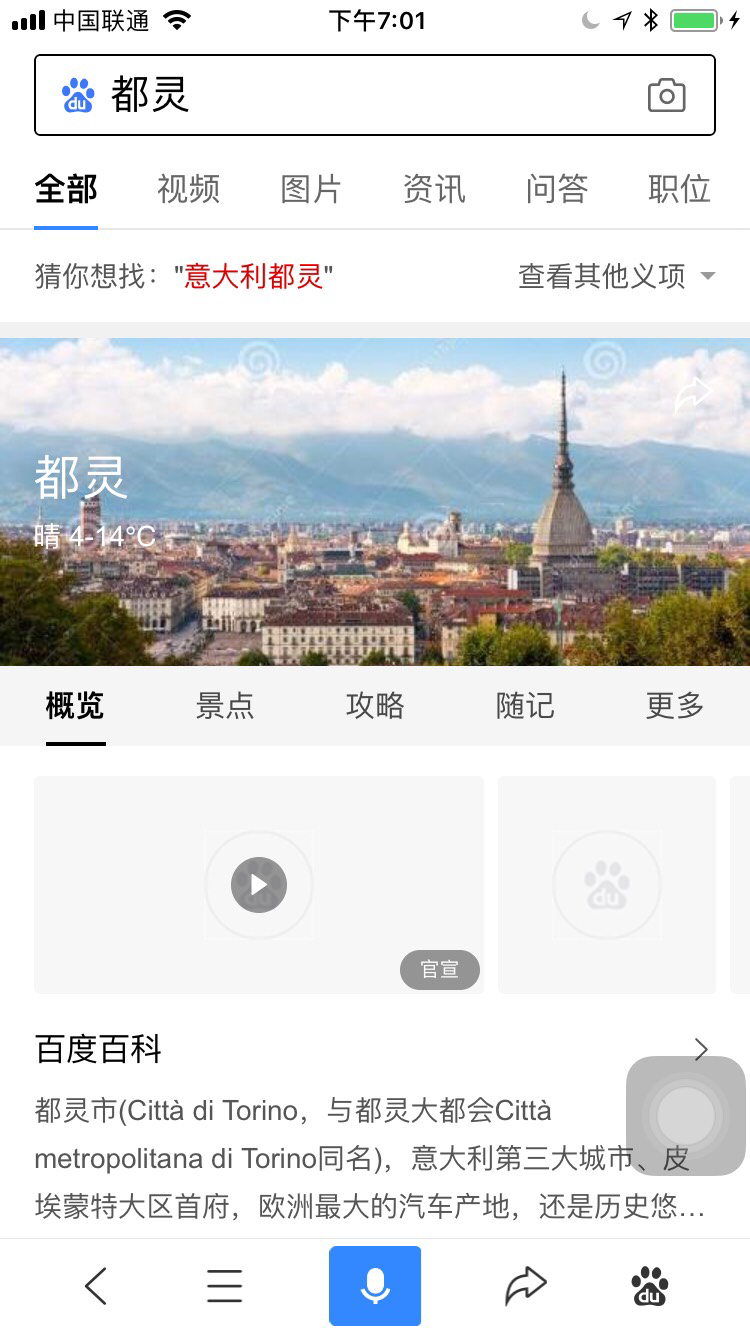 中国联通 下午7:01
du 都灵
全部 视频 图片 资讯 问答 职位
猜你想找："意大利都灵" 查看其他义项
都灵
晴 4-14°C
概览 景点 攻略 随记 更多
du
官宣
百度百科
都灵市(Città di Torino，与都灵大都会Città
metropolitana di Torino同名)，意大利第三大城市、皮
埃蒙特大区首府，欧洲最大的汽车产地，还是历史悠...
du